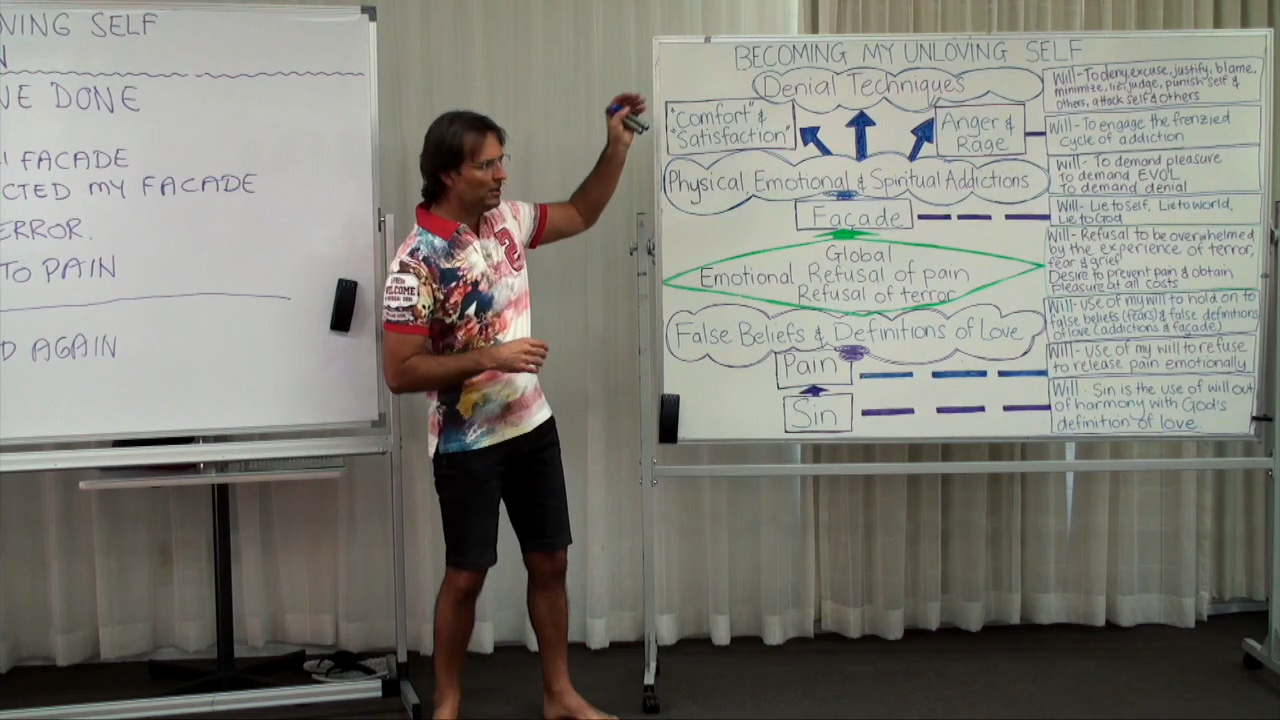 NING SELF
N
VE DONE
FACADE
CTED MY FACADE
ERROR.
TO PAIN
D AGAIN
WELCOME
2
BECOMING MY UNLOVING SELF
Denial Techniques
"Comfort" &
"Satisfaction"
Anger &
Rage
Physical Emotional & Spiritual Addictions
Façade
Global
Emotional Refusal of pain
Refusal of terror
False Beliefs & Definitions of Love
Pain
Sin
Will - To deny, excuse, justify, blame,
minimize, lie, judge, punish self &
others, attack self & others
Will - To engage the frenzied
cycle of addiction
Will - To demand pleasure
To demand EVOL
To demand denial
Will - Lie to self, Lie to world,
Lie to God
Will - Refusal to be overwhelmed
by the experience of terror,
fear & grief
Desire to prevent pain & obtain
pleasure at all costs
Will - use of my will to hold on to
false beliefs (fears) & false definitions
of love (addictions & façade)
Will - use of my will to refuse
to release pain emotionally
Will - Sin is the use of will out
of harmony with God's
definition of love.